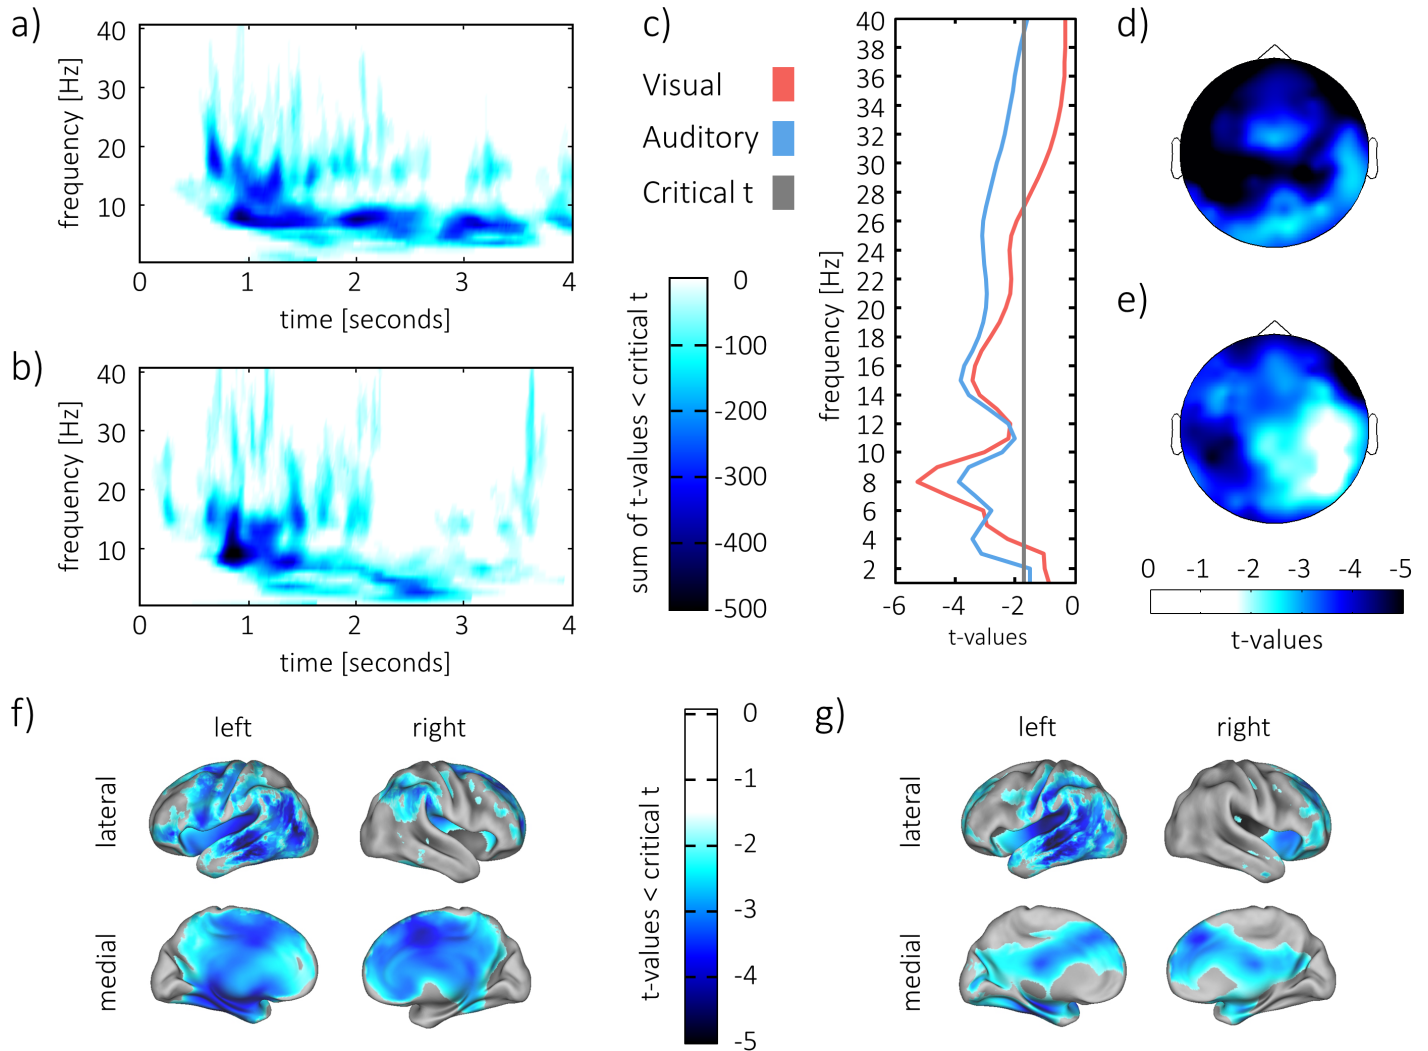 a)
frequency [Hz]
40
30
20
10
0 1 2 3 4
time [seconds]
b)
frequency [Hz]
40
30
20
10
0 1 2 3 4
time [seconds]
c)
Visual
Auditory
Critical t
sum of t-values < critical t
0
-100
-200
-300
-400
-500
frequency [Hz]
40
38
36
34
32
30
28
26
24
22
20
18
16
14
12
10
8
6
4
2
-6 -4 -2 0
t-values
d)
e)
0 -1 -2 -3 -4 -5
t-values
f)
left right
lateral
medial
t-values < critical t
0
-1
-2
-3
-4
-5
g)
left right
lateral
medial